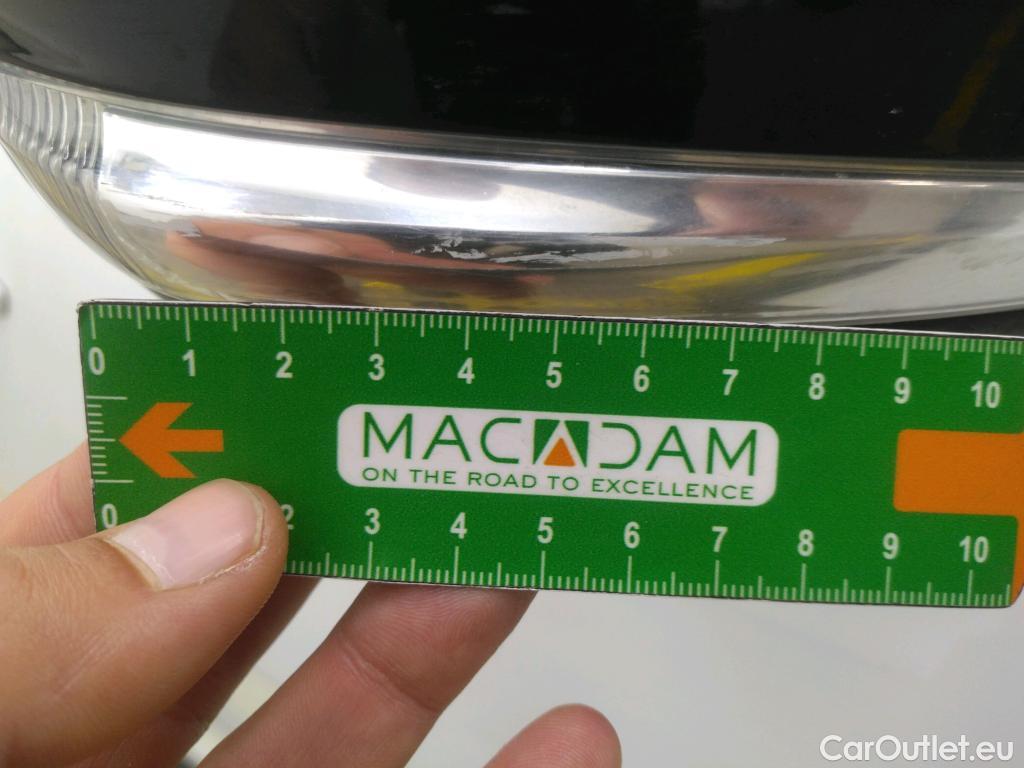 0 1 2 3 4 5 6 7 8 9 10
MACADAM
ON THE ROAD TO EXCELLENCE
0 2 3 4 5 6 7 8 9 10
CarOutlet.eu